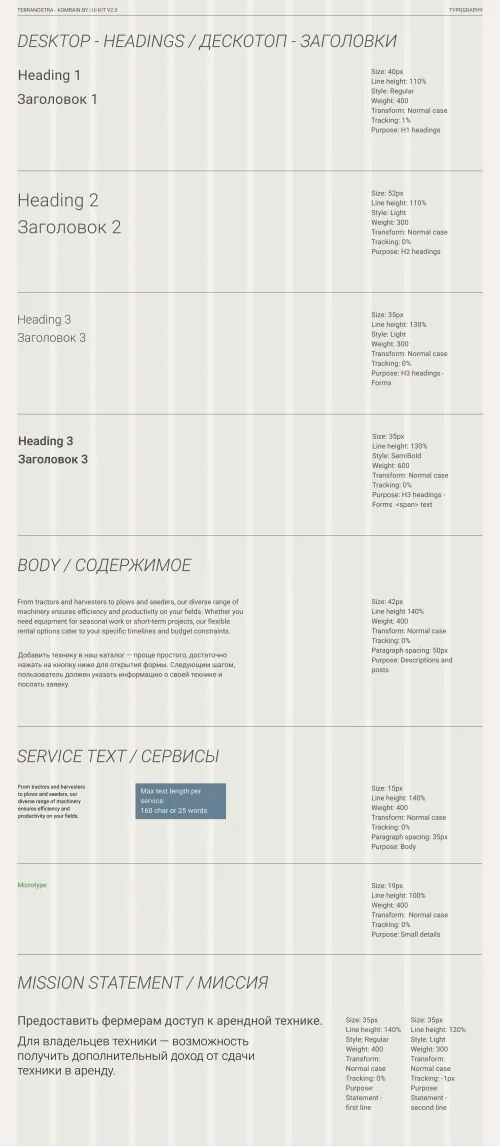 TERRANOSTRA - KOMBAIN.BY | UI KIT V2.0
TYPOGRAPHY
DESKTOP - HEADINGS / ДЕСКОТОП - ЗАГОЛОВКИ
Heading 1
Заголовок 1
Size: 40px
Line height: 110%
Style: Regular
Weight: 400
Transform: Normal case
Tracking: 1%
Purpose: H1 headings
Heading 2
Заголовок 2
Size: 52px
Line height: 110%
Style: Light
Weight: 300
Transform: Normal case
Tracking: 0%
Purpose: H2 headings
Heading 3
Заголовок 3
Size: 35px
Line height: 130%
Style: Light
Weight: 300
Transform: Normal case
Tracking: 0%
Purpose: H3 headings -
Forms
Heading 3
Заголовок 3
Size: 35px
Line height: 130%
Style: SemiBold
Weight: 600
Transform: Normal case
Tracking: 0%
Purpose: H3 headings -
Forms <span> text
BODY / СОДЕРЖИМОЕ
From tractors and harvesters to plows and seeders, our diverse range of
machinery ensures efficiency and productivity on your fields. Whether you
need equipment for seasonal work or short-term projects, our flexible
rental options cater to your specific timelines and budget constraints.
Добавить технику в наш каталог — проще простого, достаточно
нажать на кнопку ниже для открытия формы. Следующим шагом,
пользователь должен указать информацию о своей технике и
послать заявку.
Size: 42px
Line height 140%
Weight: 400
Transform: Normal case
Tracking: 0%
Paragraph spacing: 50px
Purpose: Descriptions and
posts
SERVICE TEXT / СЕРВИСЫ
From tractors and harvesters
to plows and seeders, our
diverse range of machinery
ensures efficiency and
productivity on your fields.
Max text length per
service:
160 char or 25 words
Size: 15px
Line height: 140%
Weight: 400
Transform: Normal case
Tracking: 0%
Paragraph spacing: 35px
Purpose: Body
Microtype
Size: 19px
Line height: 100%
Weight: 400
Transform: Normal case
Tracking: 0%
Purpose: Small details
MISSION STATEMENT / МИССИЯ
Предоставить фермерам доступ к арендной технике.
Для владельцев техники — возможность
получить дополнительный доход от сдачи
техники в аренду.
Size: 35px
Line height: 140%
Style: Regular
Weight: 400
Transform:
Normal case
Tracking: 0%
Purpose:
Statement -
first line
Size: 35px
Line height: 120%
Style: Light
Weight: 300
Transform:
Normal case
Tracking: -1px
Purpose:
Statement -
second line